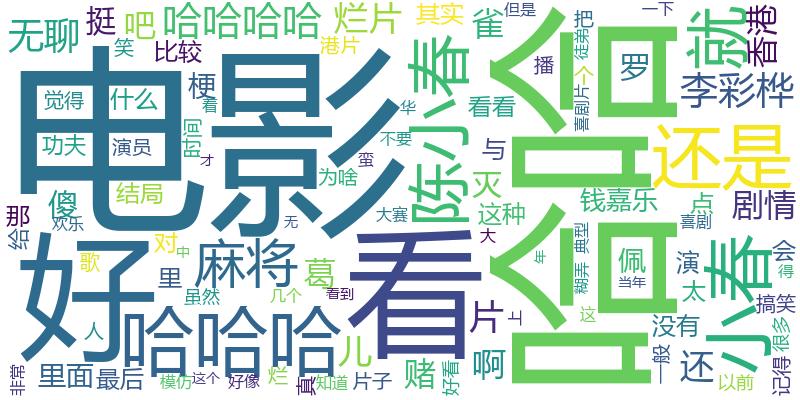 无聊
挺
吧
哈哈哈哈
烂片
其实
雀
但是
把
一下
香港
笑
比较
港片
徒弟
就
电影
哈哈
梗
着
看看
播
个
罗
李彩桦
觉得
什么
陈小春
喜剧片
功夫
演员
时间
华
不要
与
还是
才
蛮
为啥
灭
傻
结局
钱嘉乐
点
剧情
那
给
欢乐
对
中
无
大赛
这种
喜剧
好
歌
里
麻将
葛
看
大
典型
佩
演
小春
会
年
糊弄
当年
太
得
虽然
几个
看到
上
这
搞笑
人
哈哈哈
儿
片
没有
很多
非常
里面
最后
模仿
这个
好像
烂
知道
真
片子
赌
好看
啊
一般
还
以前
记得